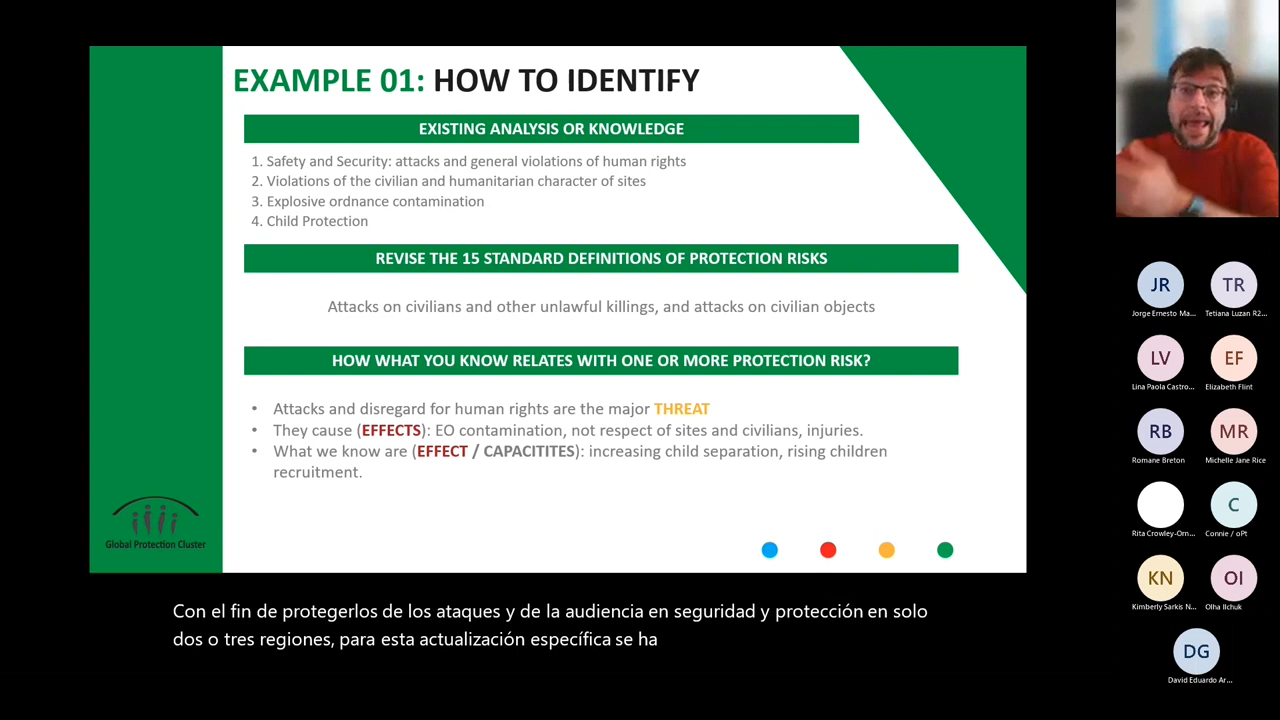 EXAMPLE 01: HOW TO IDENTIFY
EXISTING ANALYSIS OR KNOWLEDGE
1. Safety and Security: attacks and general violations of human rights
2. Violations of the civilian and humanitarian character of sites
3. Explosive ordnance contamination
4. Child Protection
REVISE THE 15 STANDARD DEFINITIONS OF PROTECTION RISKS
Attacks on civilians and other unlawful killings, and attacks on civilian objects
HOW WHAT YOU KNOW RELATES WITH ONE OR MORE PROTECTION RISK?
• Attacks and disregard for human rights are the major THREAT
• They cause (EFFECTS): EO contamination, not respect of sites and civilians, injuries.
• What we know are (EFFECT / CAPACITITES): increasing child separation, rising children
recruitment.
Global Protection Cluster
Con el fin de protegerlos de los ataques y de la audiencia en seguridad y protección en solo
dos o tres regiones, para esta actualización específica se ha
JR TR
Jorge Ernesto Ma... Tetiana Luzan R2...
LV EF
Lina Paola Castro... Elizabeth Flint
RB MR
Romane Breton Michelle Jane Rice
C
Rita Crowley-Orn... Connie / oPt
KN OI
Kimberly Sarkis N... Olha Ilchuk
DG
David Eduardo Ar...